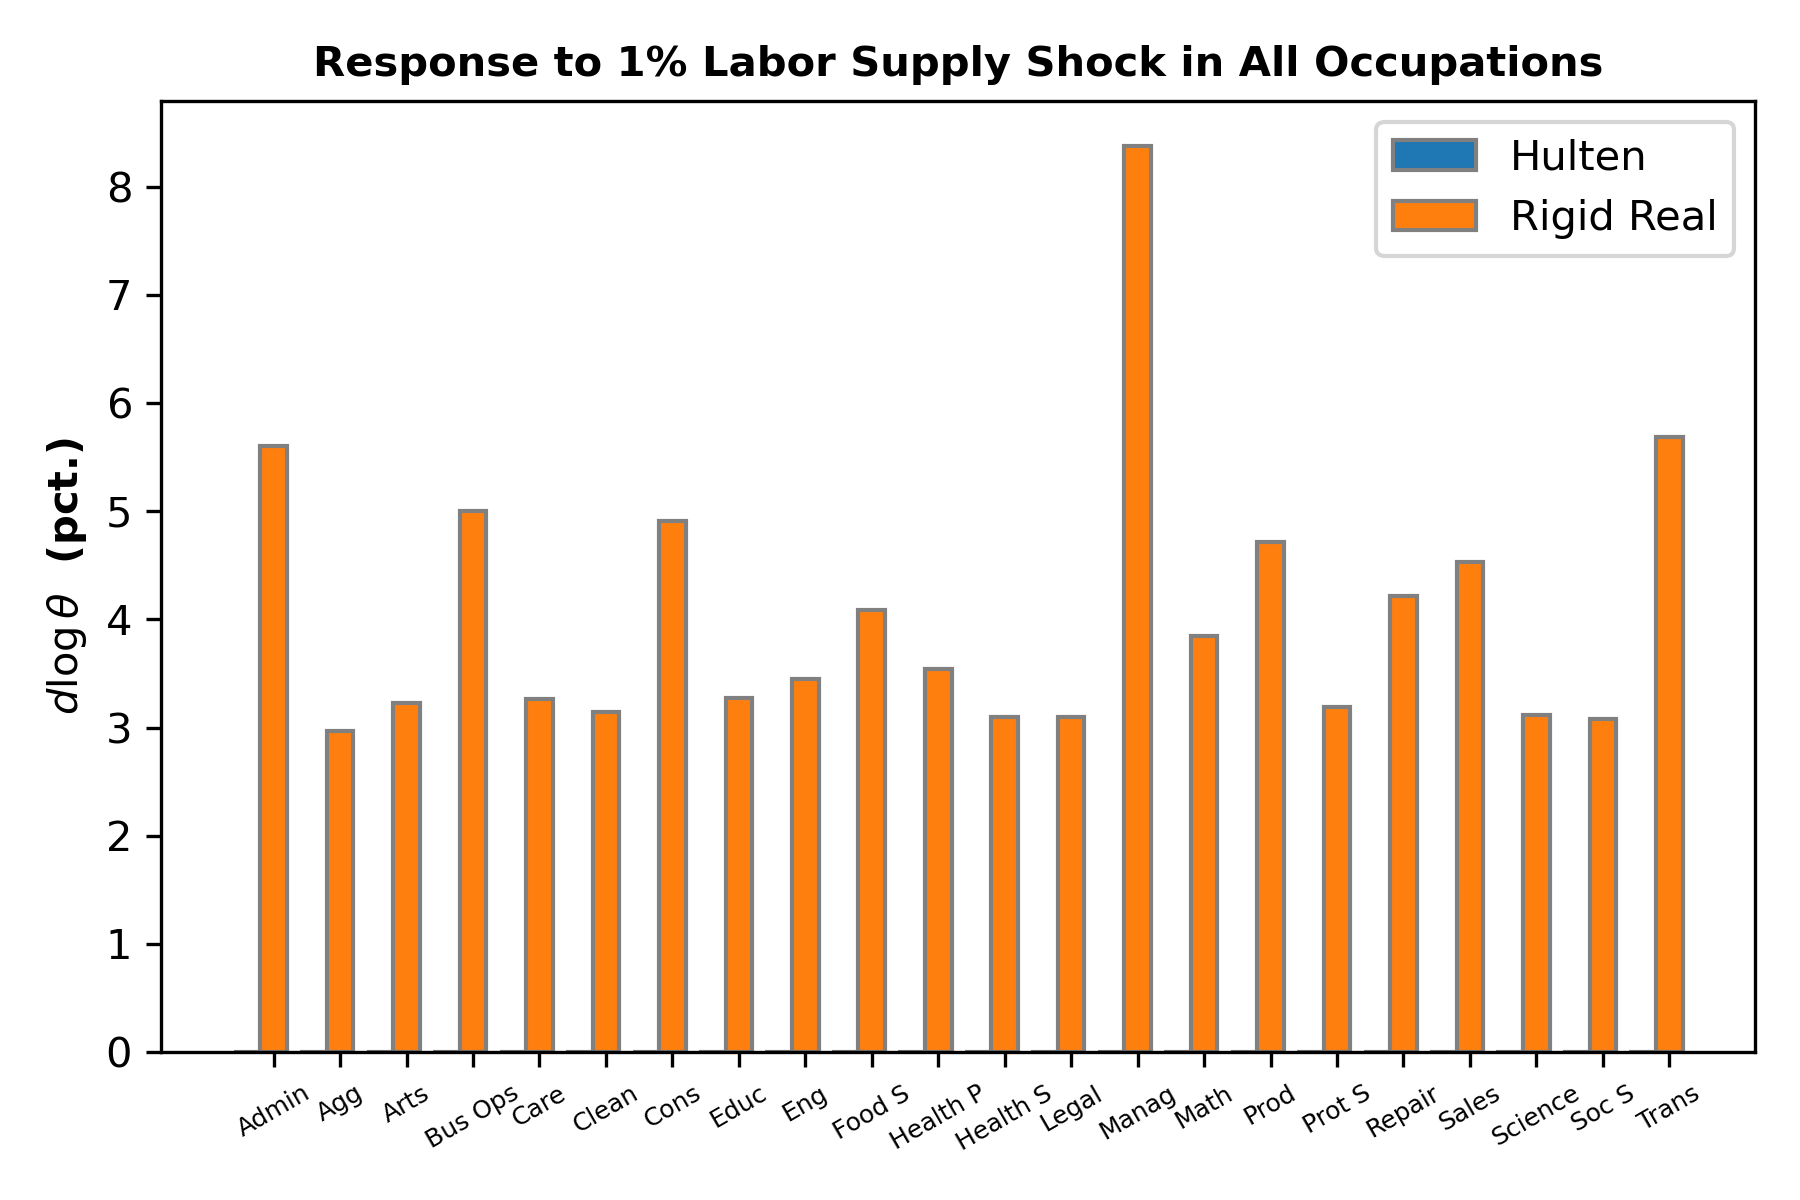 Response to 1% Labor Supply Shock in All Occupations
Hulten
Rigid Real
d log θ (pct.)
8
7
6
5
4
3
2
1
0
Admin
Agg
Arts
Bus Ops
Care
Clean
Cons
Educ
Eng
Food S
Health P
Health S
Legal
Manag
Math
Prod
Prot S
Repair
Sales
Science
Soc S
Trans